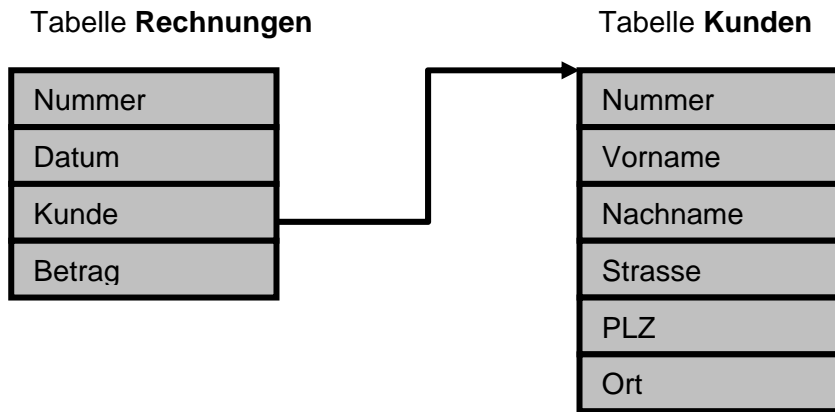 Tabelle Rechnungen
Nummer
Datum
Kunde
Betrag
Tabelle Kunden
Nummer
Vorname
Nachname
Strasse
PLZ
Ort